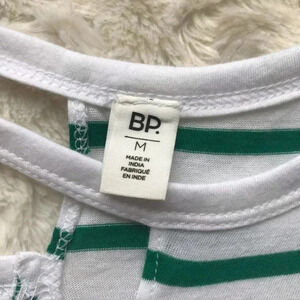 BP.
M
MADE IN
INDIA
FABRIQUÉ
EN INDE